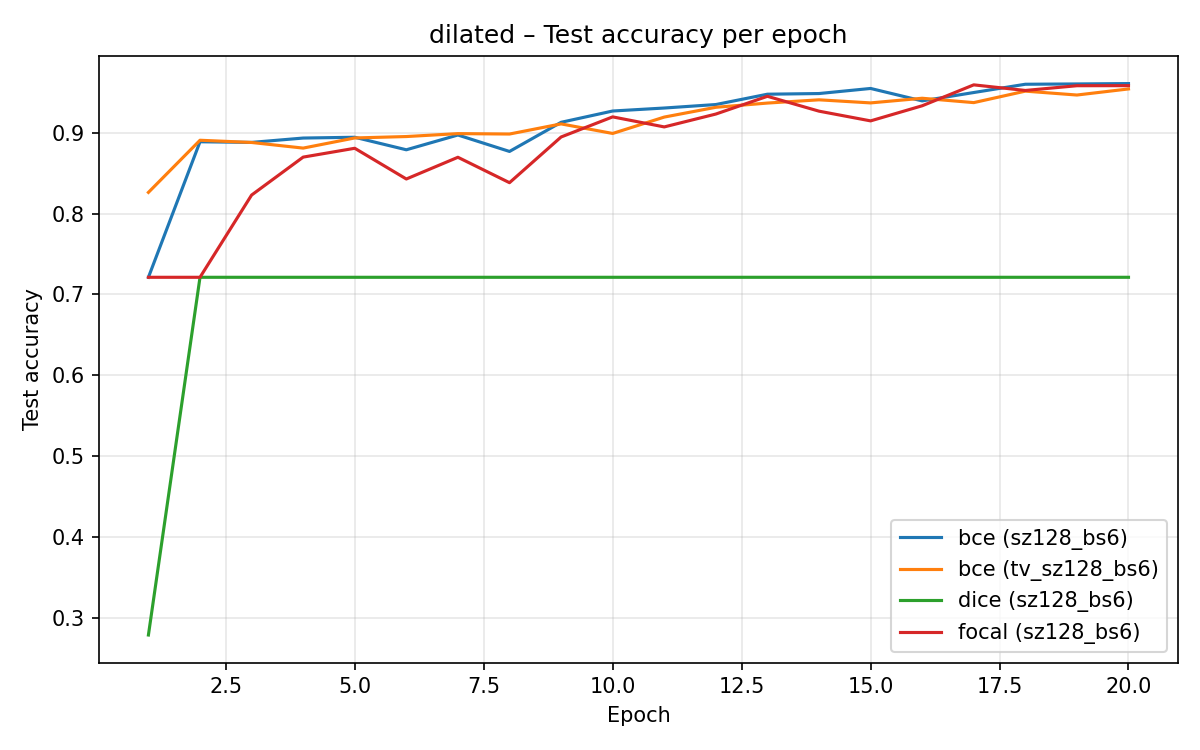 dilated – Test accuracy per epoch
Test accuracy
0.9
0.8
0.7
0.6
0.5
0.4
0.3
bce (sz128_bs6)
bce (tv_sz128_bs6)
dice (sz128_bs6)
focal (sz128_bs6)
2.5 5.0 7.5 10.0 12.5 15.0 17.5 20.0
Epoch